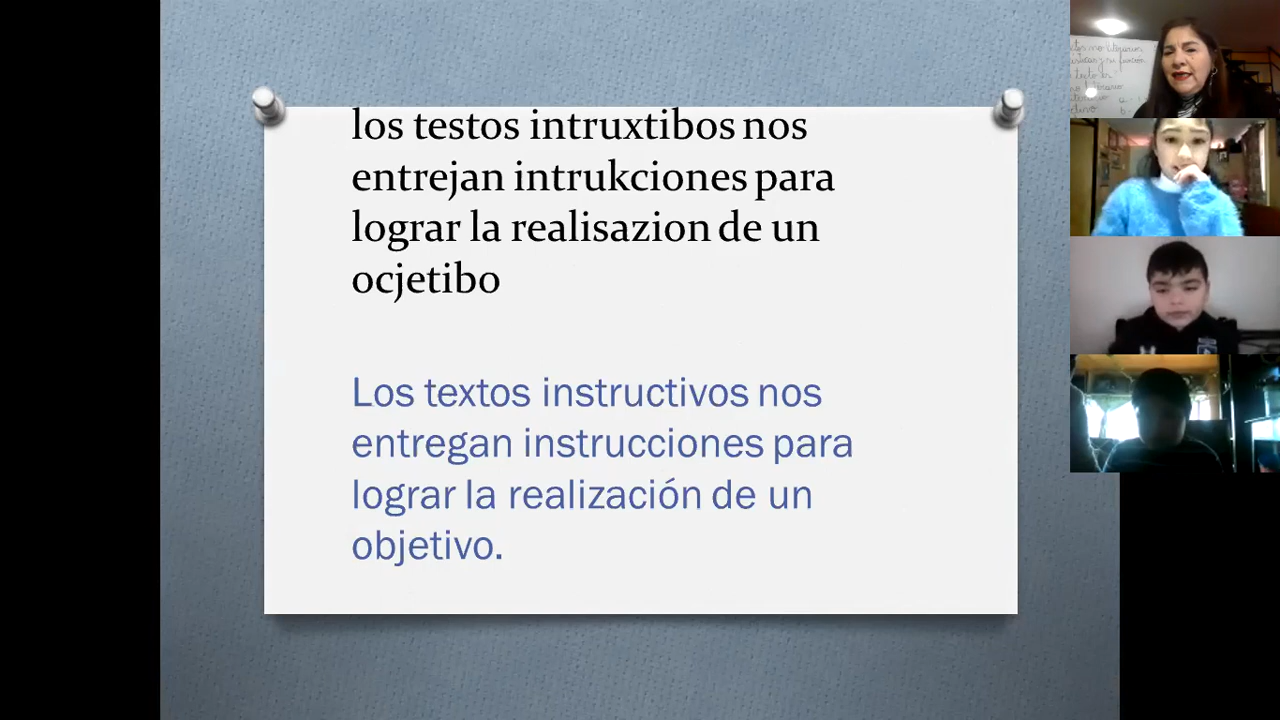 los testos intruxtibos nos
entrejan intrukciones para
lograr la realisazion de un
ocjetibo
Los textos instructivos nos
entregan instrucciones para
lograr la realización de un
objetivo.